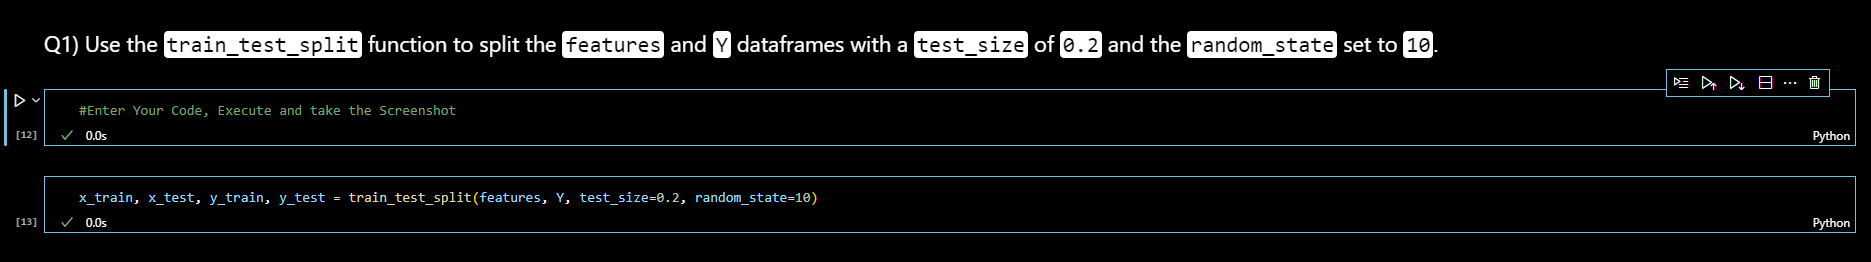 Q1) Use the train_test_split function to split the features and Y dataframes with a test_size of 0.2 and the random_state set to 10.
#Enter Your Code, Execute and take the Screenshot
[12]
0.0s
Python
x_train, x_test, y_train, y_test = train_test_split(features, Y, test_size=0.2, random_state=10)
[13]
0.0s
Python